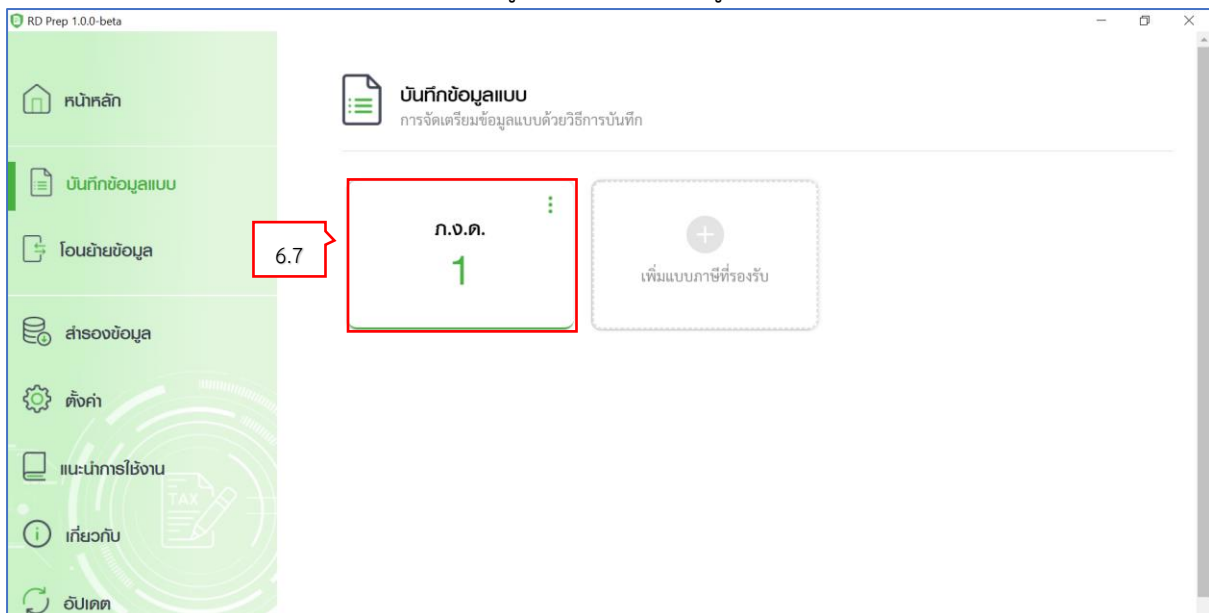 RD Prep 1.0.0-beta
หน้าหลัก
บันทึกข้อมูลแบบ
โอนย้ายข้อมูล
สำรองข้อมูล
ตั้งค่า
แนะนำการใช้งาน
TAX
เกี่ยวกับ
อัปเดต
บันทึกข้อมูลแบบ
การจัดเตรียมข้อมูลแบบด้วยวิธีการบันทึก
6.7
ภ.ง.ด.
1
เพิ่มแบบภาษีที่รองรับ